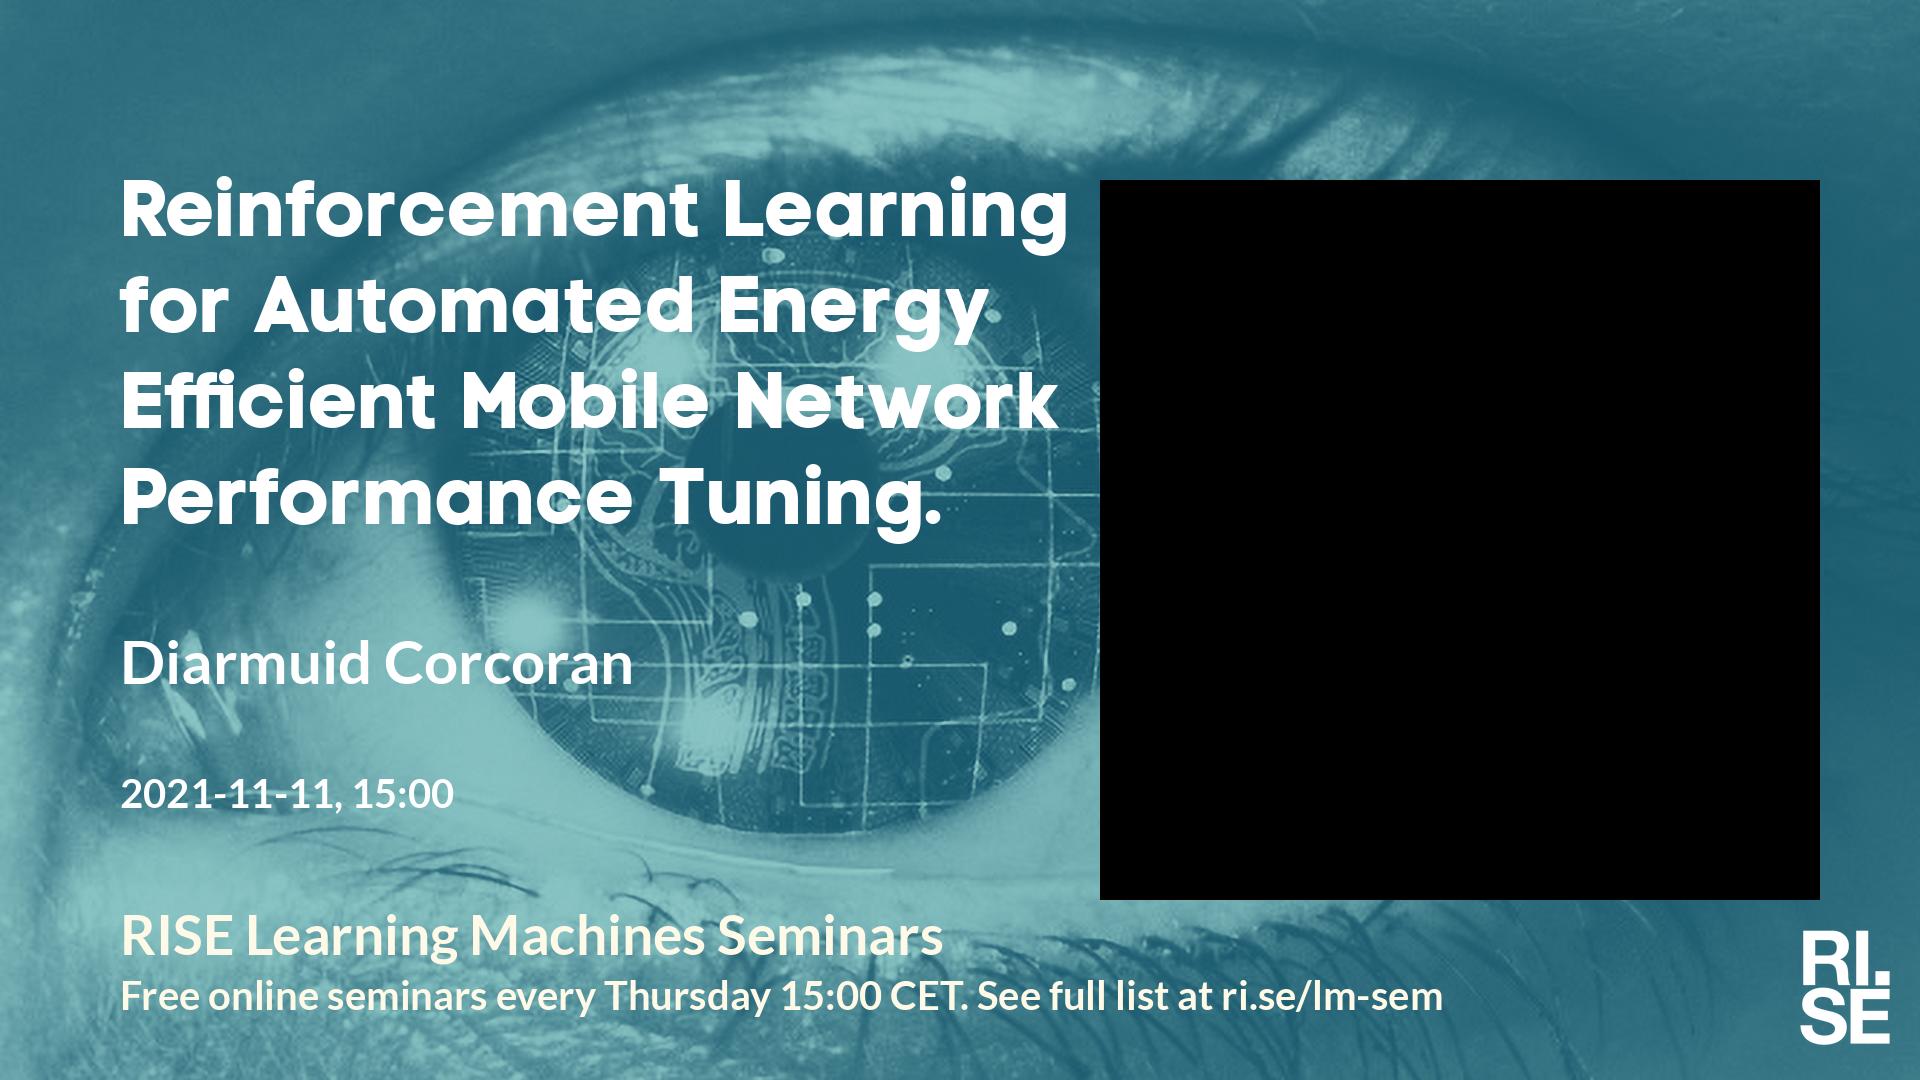 Reinforcement Learning
for Automated Energy
Efficient Mobile Network
Performance Tuning.
Diarmuid Corcoran
2021-11-11, 15:00
RISE Learning Machines Seminars
Free online seminars every Thursday 15:00 CET. See full list at ri.se/lm-sem
RI.
SE